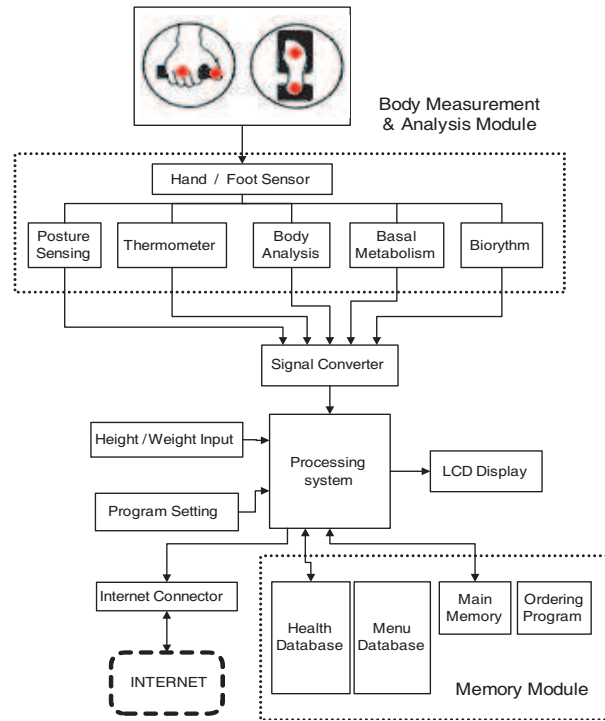 Body Measurement
& Analysis Module
Hand / Foot Sensor
Posture
Sensing
Thermometer
Body
Analysis
Basal
Metabolism
Biorythm
Signal Converter
Height / Weight Input
Processing
system
LCD Display
Program Setting
Internet Connector
Health
Database
Menu
Database
Main
Memory
Ordering
Program
INTERNET
Memory Module